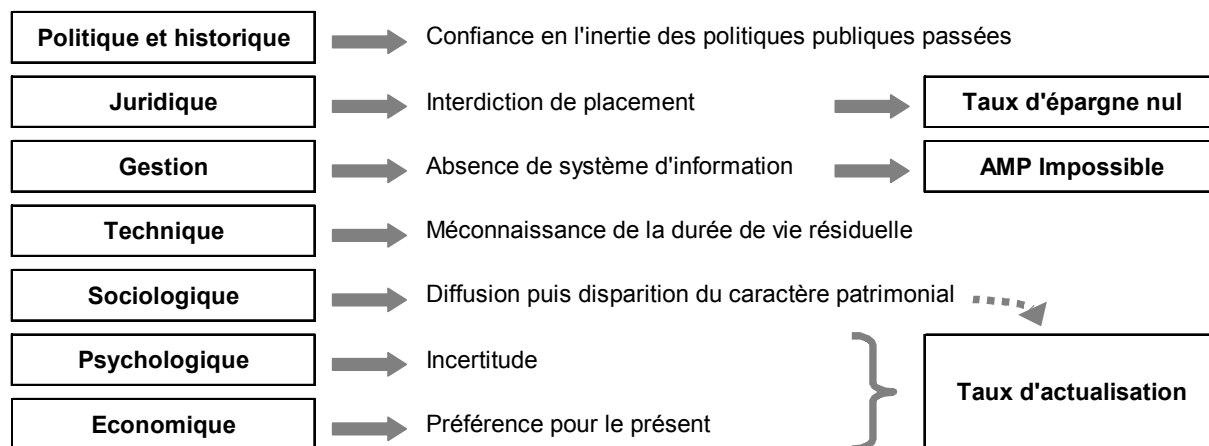 Politique et historique Confiance en l'inertie des politiques publiques passées
Juridique Interdiction de placement Taux d'épargne nul
Gestion Absence de système d'information AMP Impossible
Technique Méconnaissance de la durée de vie résiduelle
Sociologique Diffusion puis disparition du caractère patrimonial
Psychologique Incertitude
Taux d'actualisation
Economique Préférence pour le présent